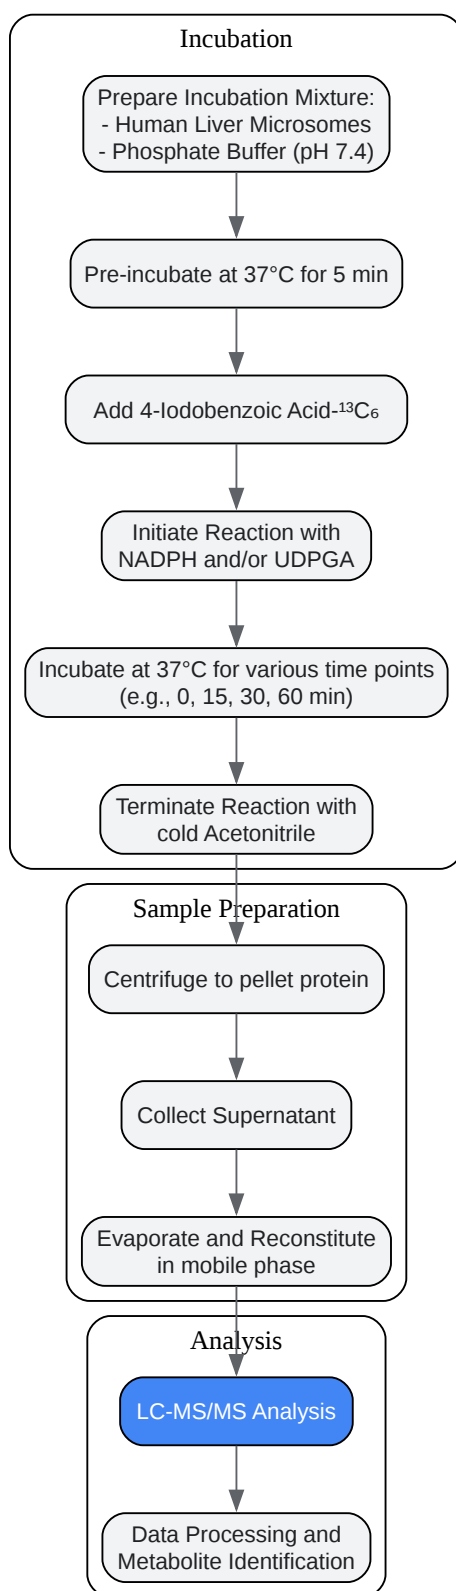 Incubation
Prepare Incubation Mixture:
- Human Liver Microsomes
- Phosphate Buffer (pH 7.4)
Pre-incubate at 37°C for 5 min
Add 4-Iodobenzoic Acid-¹³C₆
Initiate Reaction with
NADPH and/or UDPGA
Incubate at 37°C for various time points
(e.g., 0, 15, 30, 60 min)
Terminate Reaction with
cold Acetonitrile
Sample Preparation
Centrifuge to pellet protein
Collect Supernatant
Evaporate and Reconstitute
in mobile phase
Analysis
LC-MS/MS Analysis
Data Processing and
Metabolite Identification